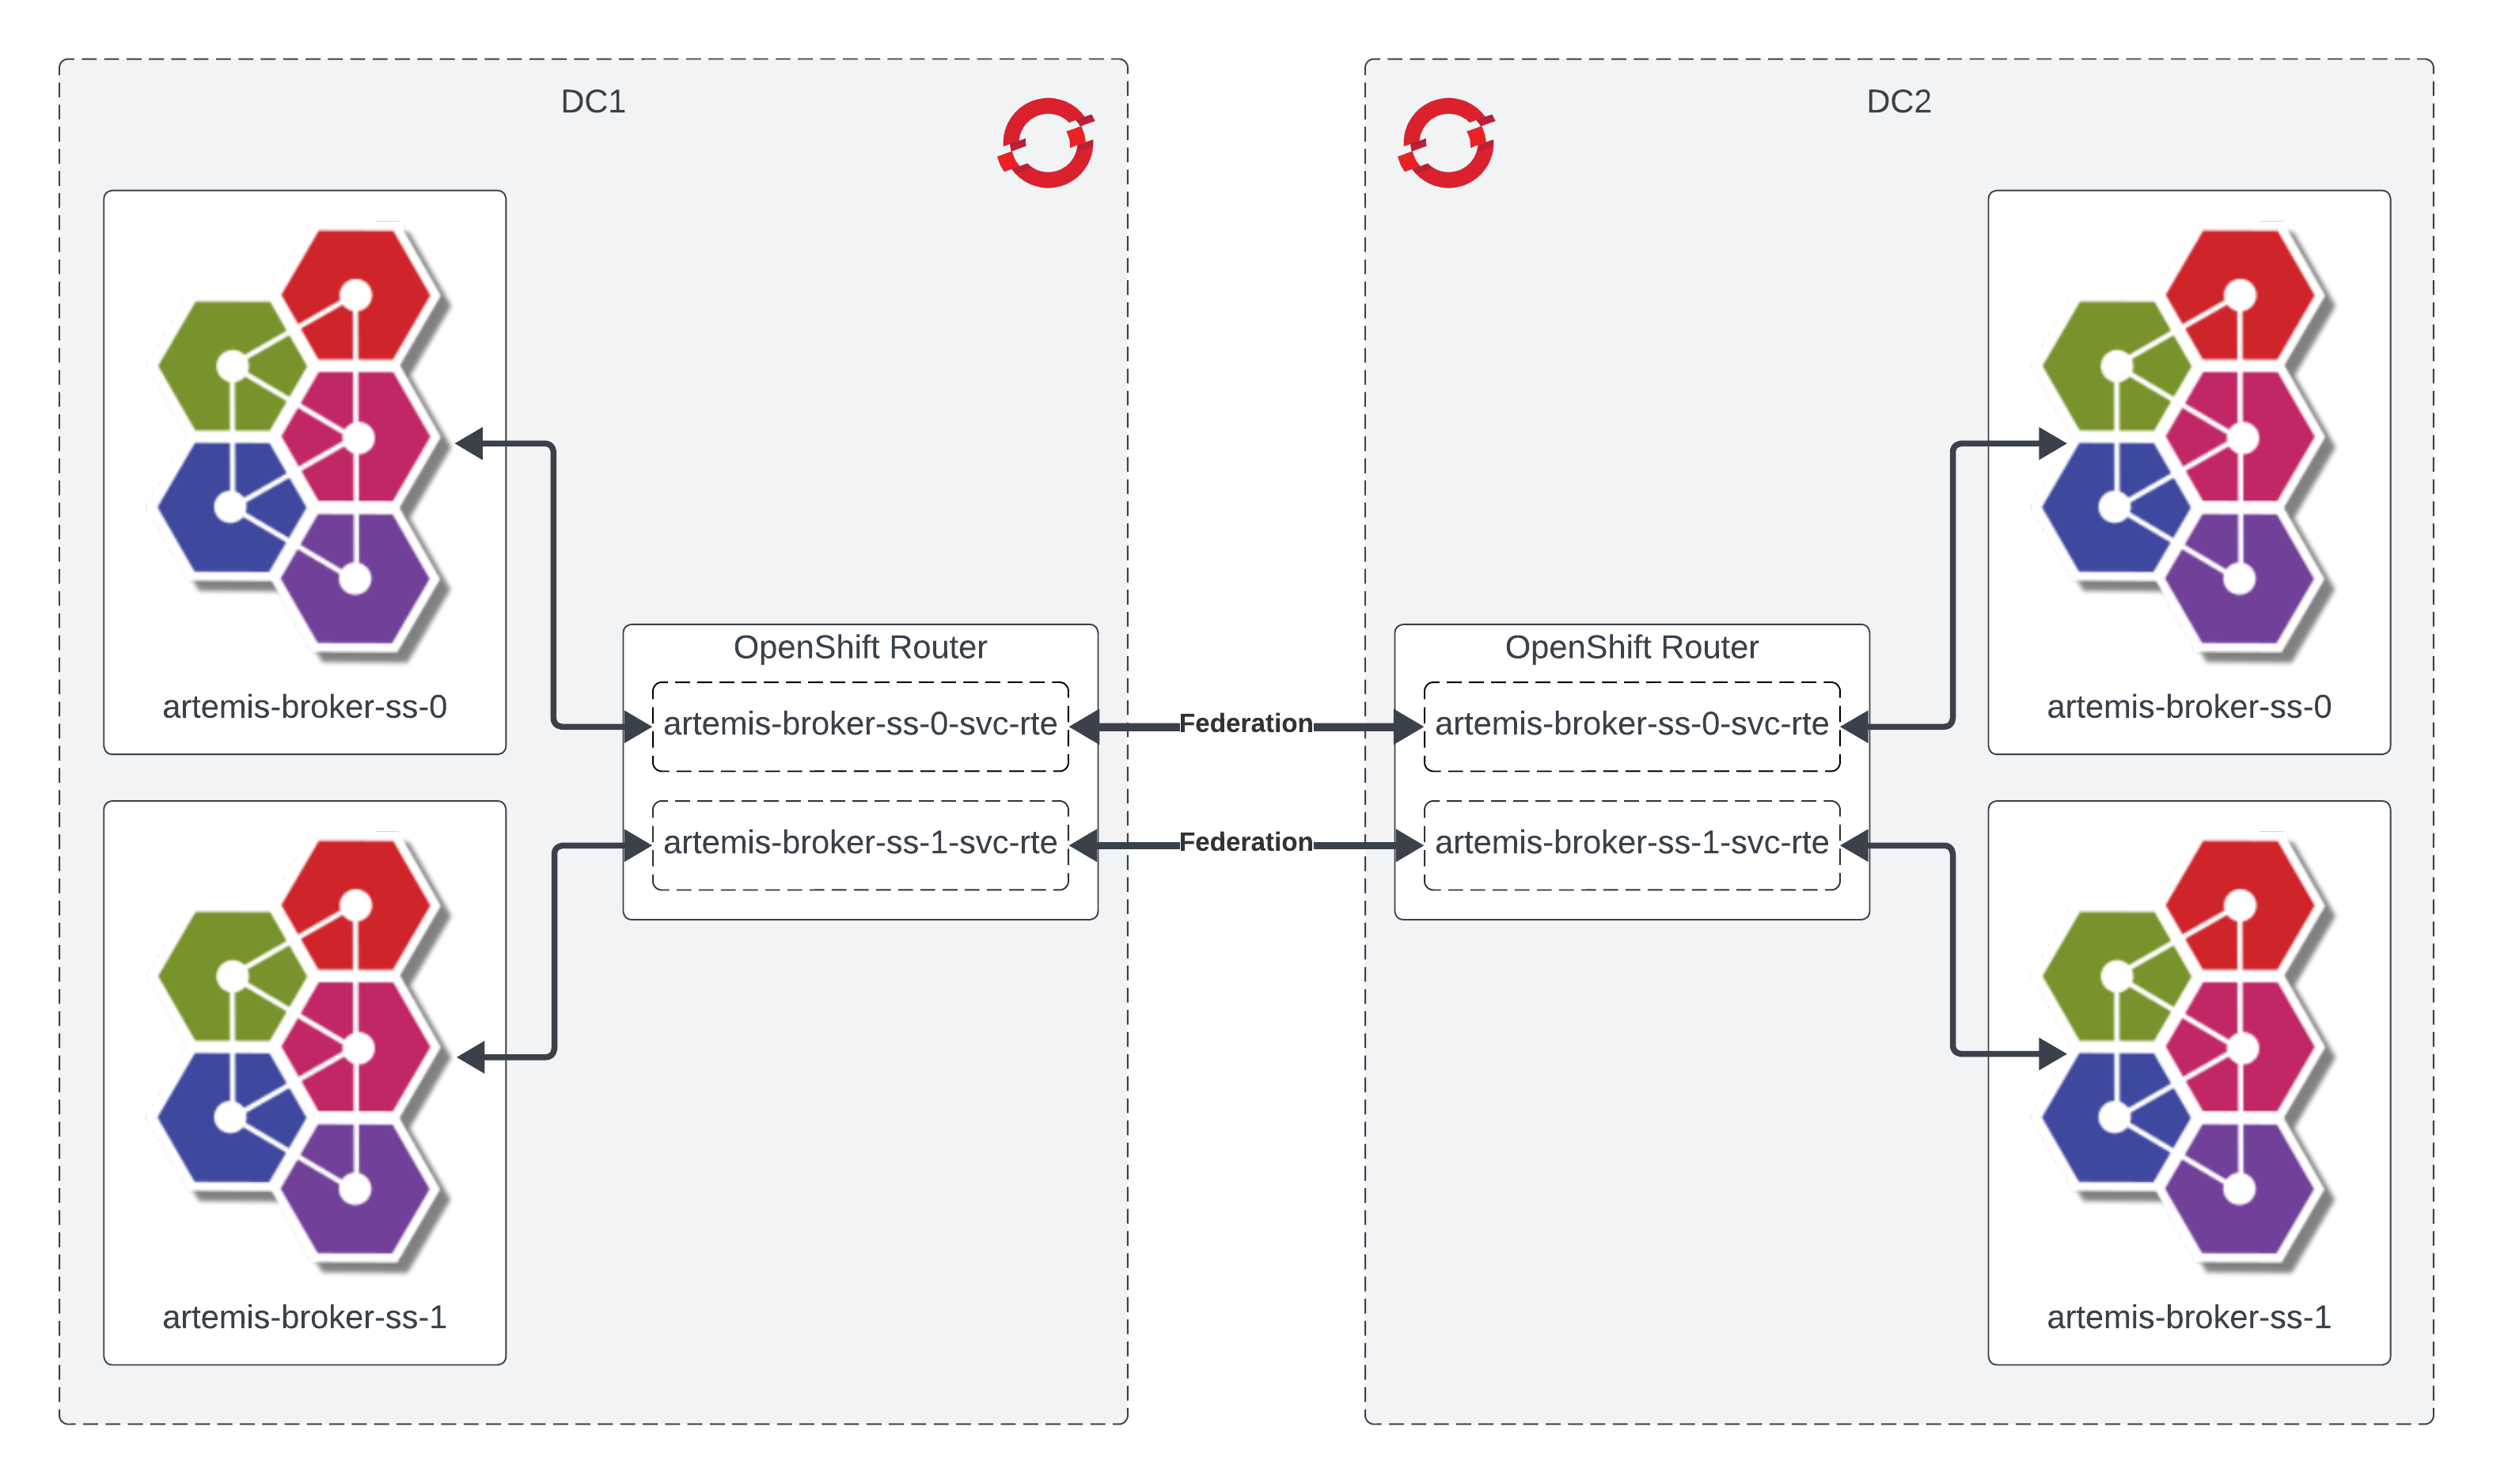 DC1
artemis-broker-ss-0
artemis-broker-ss-1
OpenShift Router
artemis-broker-ss-0-svc-rte
artemis-broker-ss-1-svc-rte
Federation
Federation
DC2
OpenShift Router
artemis-broker-ss-0-svc-rte
artemis-broker-ss-1-svc-rte
artemis-broker-ss-0
artemis-broker-ss-1